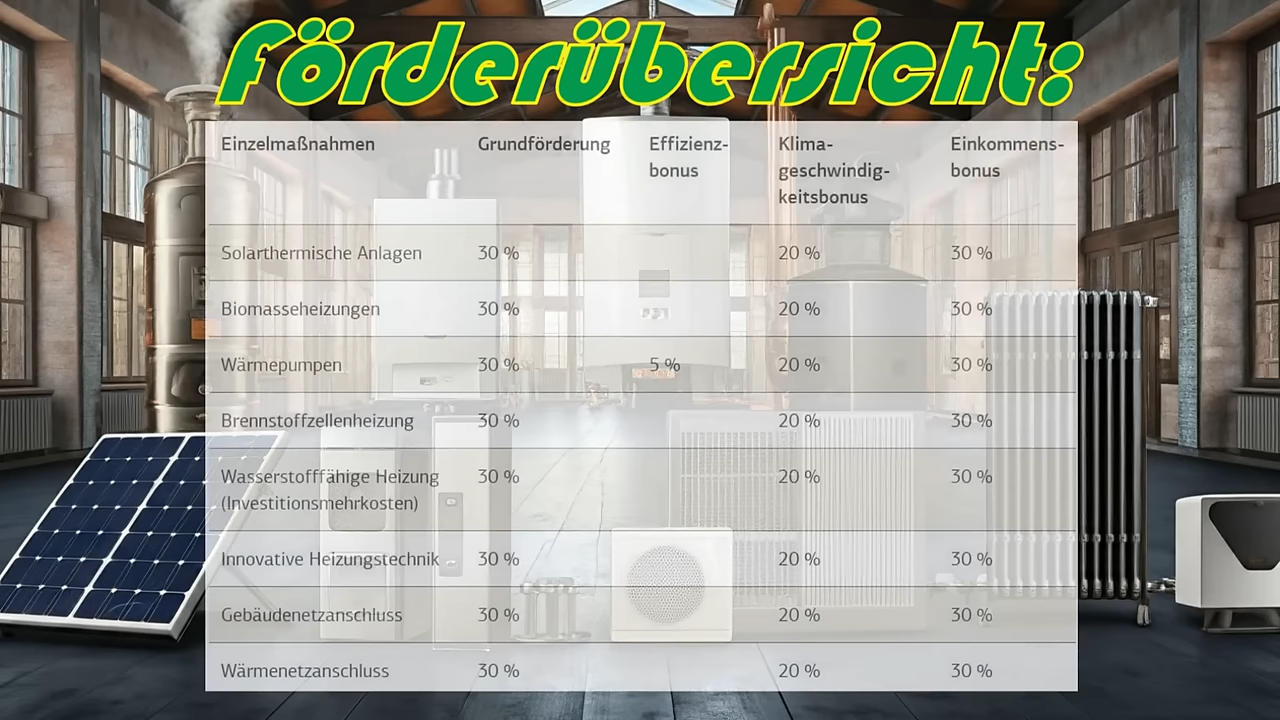 Förderübersicht:
Einzelmaßnahmen Grundförderung Effizienz- Klima- Einkommens-
bonus geschwindig- bonus
keitsbonus
Solarthermische Anlagen 30 % 20 % 30 %
Biomasseheizungen 30 % 20 % 30 %
Wärmepumpen 30 % 5 % 20 % 30 %
Brennstoffzellenheizung 30 % 20 % 30 %
Wasserstofffähige Heizung 30 % 20 % 30 %
(Investitionsmehrkosten)
Innovative Heizungstechnik 30 % 20 % 30 %
Gebäudenetzanschluss 30 % 20 % 30 %
Wärmenetzanschluss 30 % 20 % 30 %